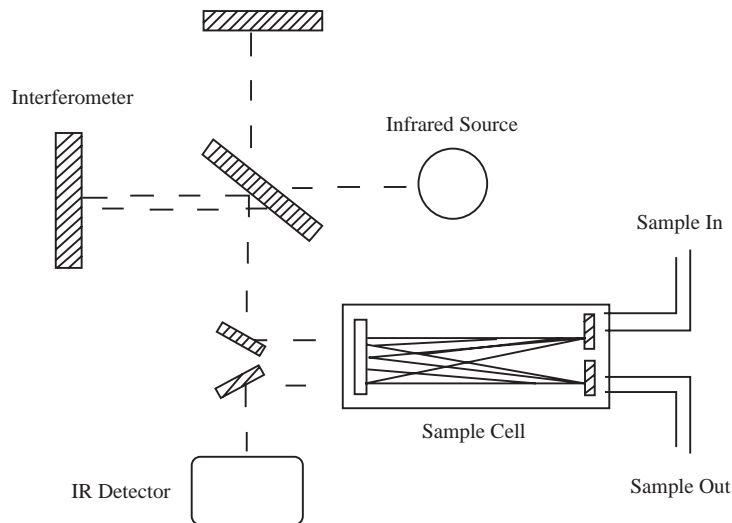 Interferometer
Infrared Source
Sample In
Sample Cell
IR Detector
Sample Out